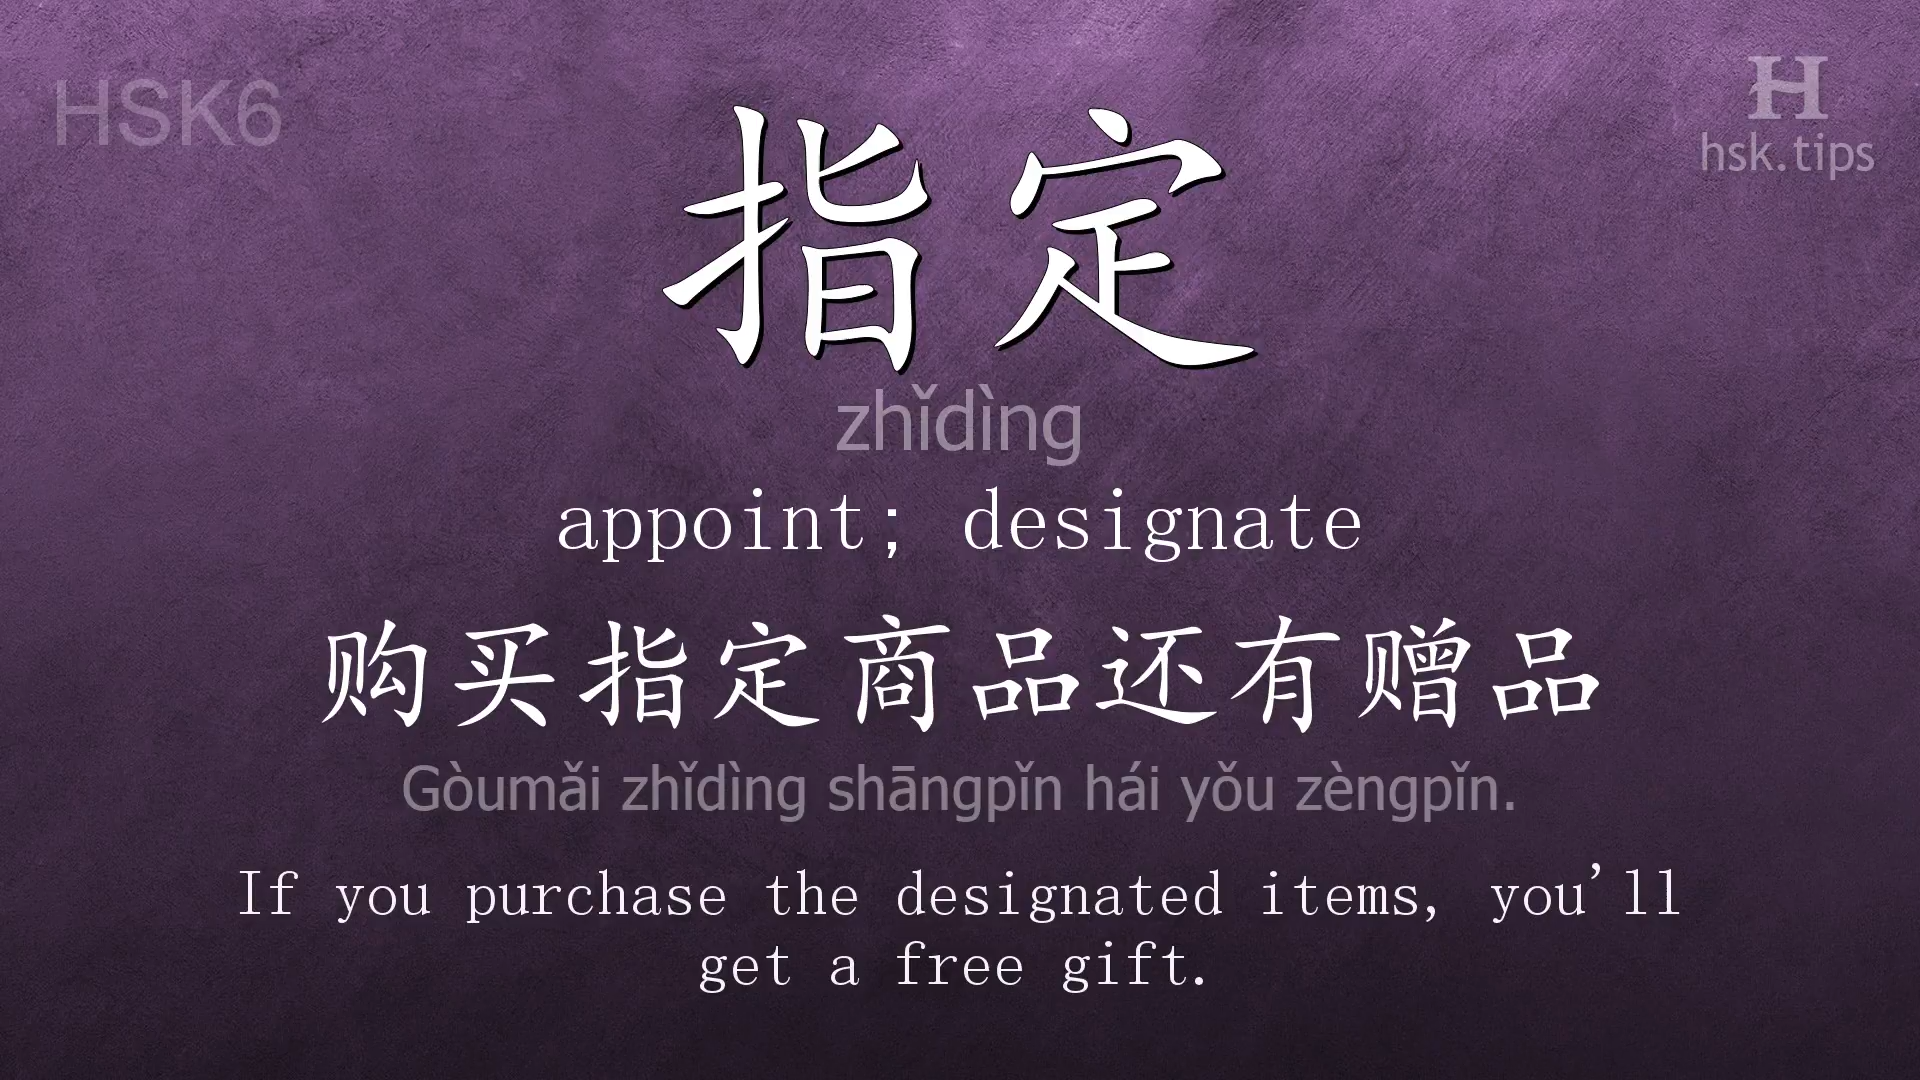 HSK6
H
hsk.tips
指定
zhǐdìng
appoint; designate
购买指定商品还有赠品
Gòumǎi zhǐdìng shāngpǐn hái yǒu zèngpǐn.
If you purchase the designated items, you'll
get a free gift.